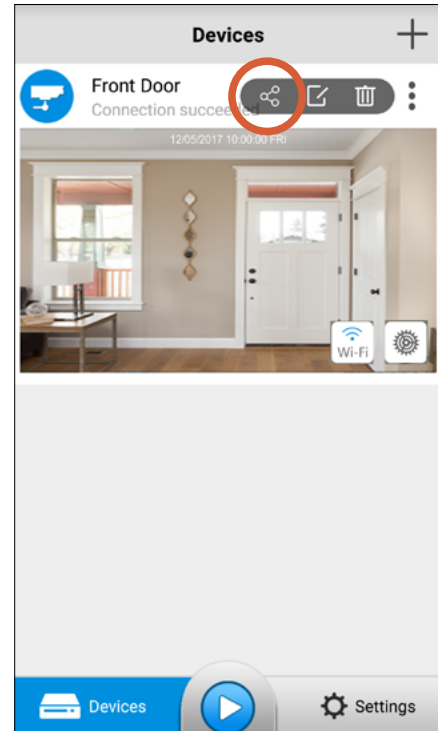 Devices
Front Door
Connection succeeded
12/05/2017 10:00:00 FRI
Wi-Fi
Devices
Settings